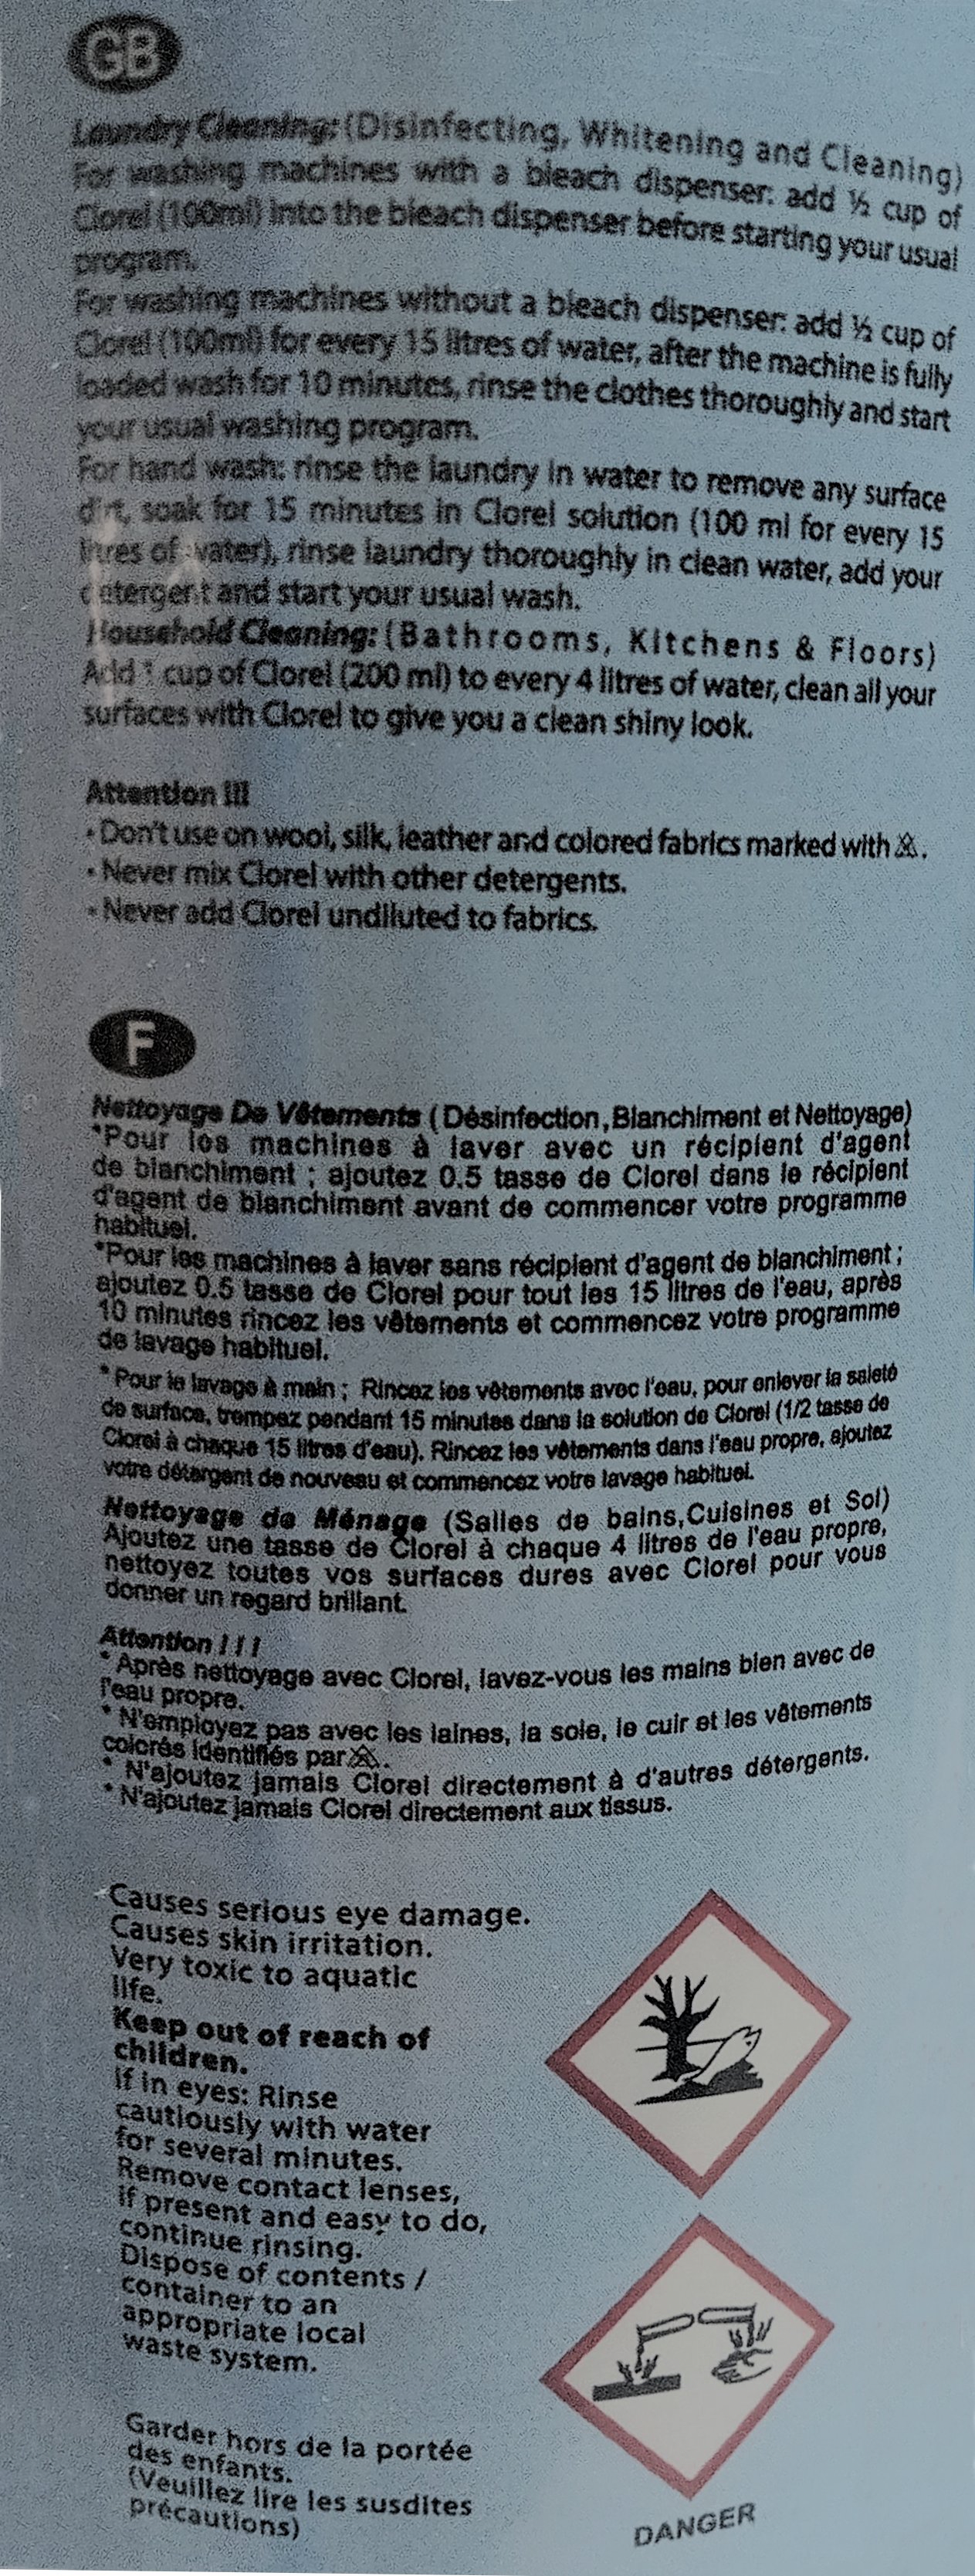 GB
Laundry Cleaning: (Disinfecting, Whitening and Cleaning)
For washing machines with a bleach dispenser: add ½ cup of
Clorel (100ml) into the bleach dispenser before starting your usual
program.
For washing machines without a bleach dispenser: add ½ cup of
Clorel (100ml) for every 15 litres of water, after the machine is fully
loaded wash for 10 minutes, rinse the clothes thoroughly and start
your usual washing program.
For hand wash: rinse the laundry in water to remove any surface
dirt, soak for 15 minutes in Clorel solution (100 ml for every 15
litres of water), rinse laundry thoroughly in clean water, add your
detergent and start your usual wash.
Household Cleaning: (Bathrooms, Kitchens & Floors)
Add 1 cup of Clorel (200 ml) to every 4 litres of water, clean all your
surfaces with Clorel to give you a clean shiny look.
Attention !!!
• Don't use on wool, silk, leather and colored fabrics marked with .
• Never mix Clorel with other detergents.
• Never add Clorel undiluted to fabrics.
F
Nettoyage De Vêtements (Désinfection,Blanchiment et Nettoyage)
*Pour les machines à laver avec un récipient d'agent
de blanchiment ; ajoutez 0.5 tasse de Clorel dans le récipient
d'agent de blanchiment avant de commencer votre programme
habituel.
*Pour les machines à laver sans récipient d'agent de blanchiment ;
ajoutez 0.5 tasse de Clorel pour tout les 15 litres de l'eau, après
10 minutes rincez les vêtements et commencez votre programme
de lavage habituel.
* Pour le lavage à main ; Rincez les vêtements avec l'eau, pour enlever la saleté
de surface, trempez pendant 15 minutes dans la solution de Clorel (1/2 tasse de
Clorel à chaque 15 litres d'eau). Rincez les vêtements dans l'eau propre, ajoutez
votre détergent de nouveau et commencez votre lavage habituel.
Nettoyage de Ménage (Salles de bains,Cuisines et Sol)
Ajoutez une tasse de Clorel à chaque 4 litres de l'eau propre,
nettoyez toutes vos surfaces dures avec Clorel pour vous
donner un regard brillant.
Attention ! ! !
* Après nettoyage avec Clorel, lavez-vous les mains bien avec de
l'eau propre.
* N'employez pas avec les laines, la soie, le cuir et les vêtements
colorés identifiés par .
* N'ajoutez jamais Clorel directement à d'autres détergents.
* N'ajoutez jamais Clorel directement aux tissus.
Causes serious eye damage.
Causes skin irritation.
Very toxic to aquatic
life.
Keep out of reach of
children.
If in eyes: Rinse
cautiously with water
for several minutes.
Remove contact lenses,
if present and easy to do,
continue rinsing.
Dispose of contents /
container to an
appropriate local
waste system.
Garder hors de la portée
des enfants.
(Veuillez lire les susdites
précautions)
DANGER